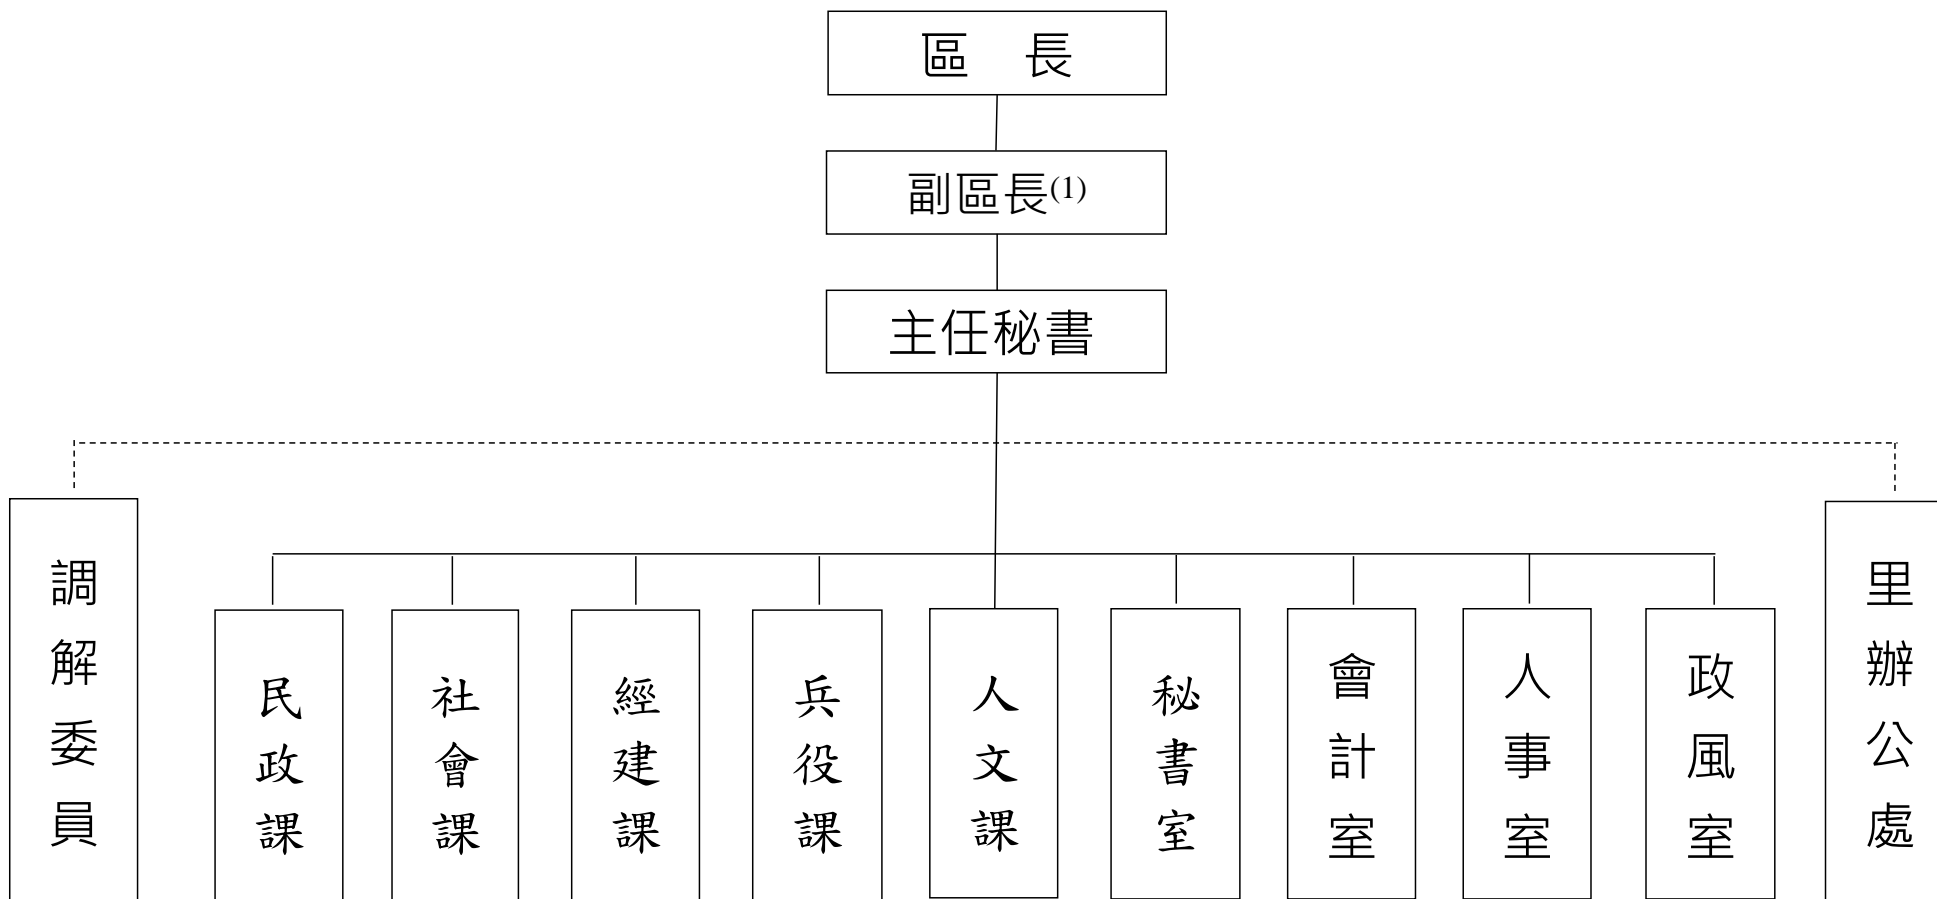 區 長
副區長(1)
主任秘書
調解委員
民政課
社會課
經建課
兵役課
人文課
秘書室
會計室
人事室
政風室
里辦公處